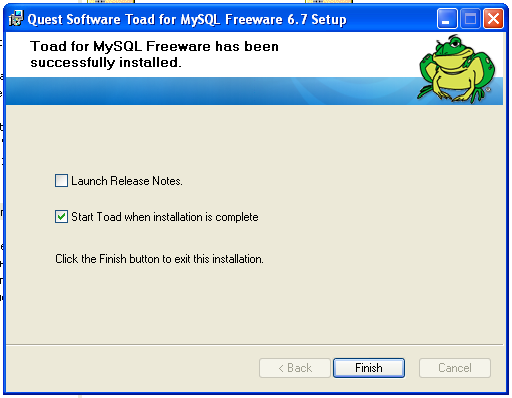 Quest Software Toad for MySQL Freeware 6.7 Setup
Toad for MySQL Freeware has been
successfully installed.
Launch Release Notes.
Start Toad when installation is complete
Click the Finish button to exit this installation.
< Back
Finish
Cancel